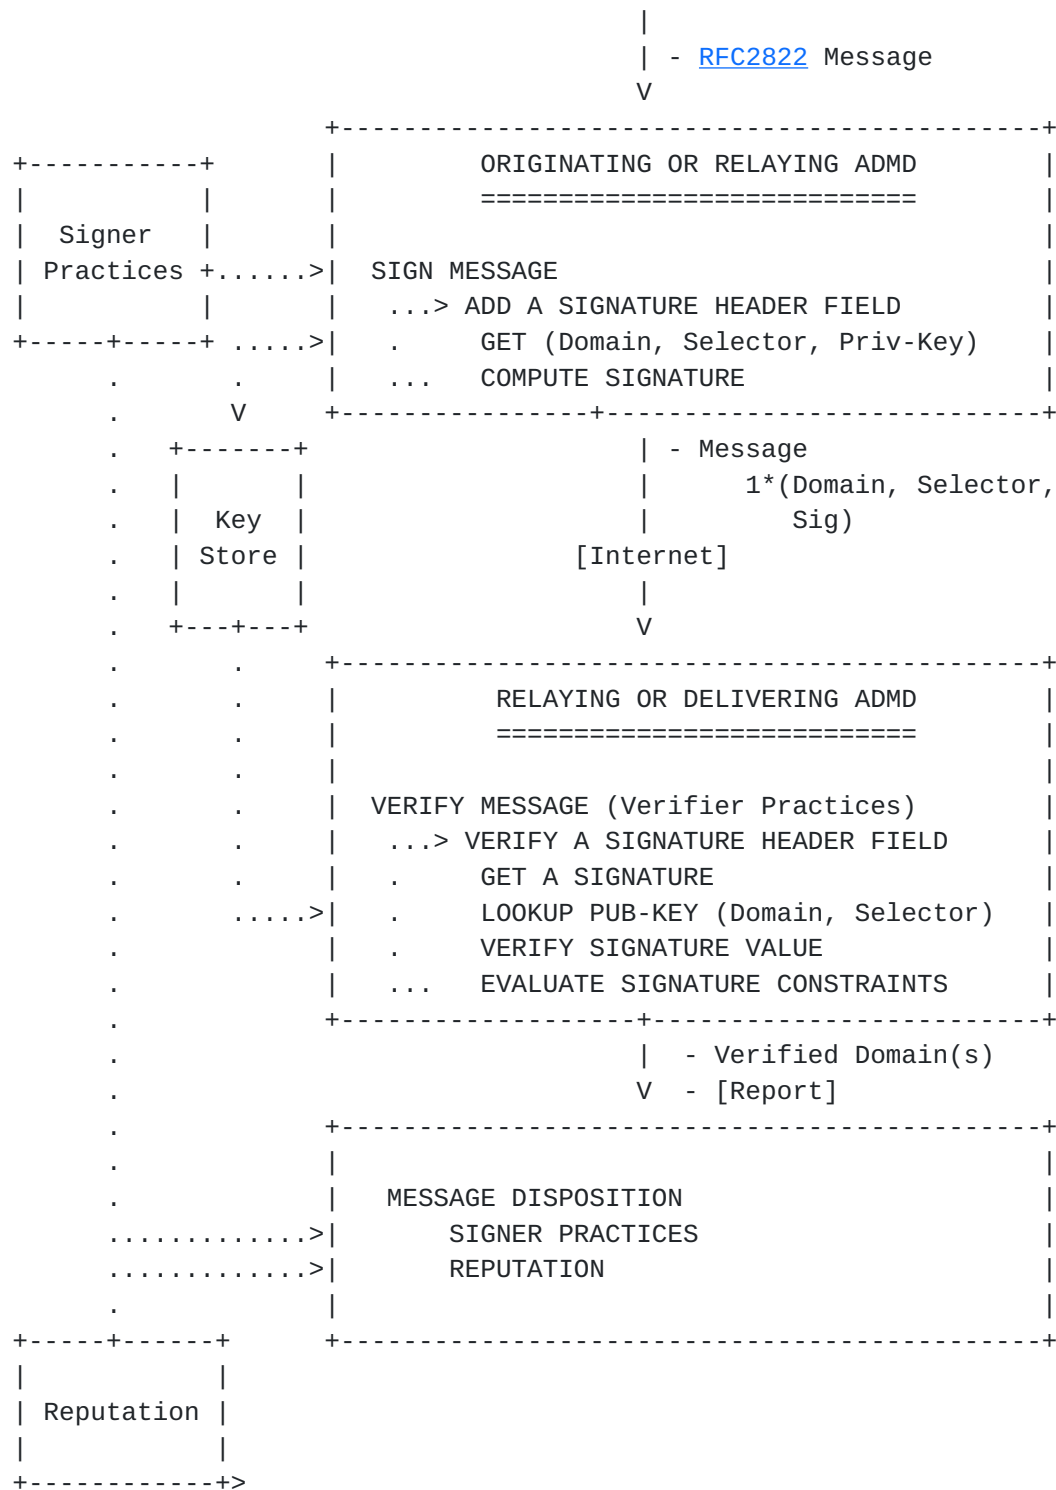 |
                                        | - RFC2822 Message
                                        V
                    +---------------------------------------------+
+-----------+       |         ORIGINATING OR RELAYING ADMD        |
|           |       |         ============================        |
|  Signer   |       |                                             |
| Practices +......>|  SIGN MESSAGE                               |
|           |       |   ...> ADD A SIGNATURE HEADER FIELD         |
+-----+-----+ .....>|   .     GET (Domain, Selector, Priv-Key)    |
      .       .     |   ...   COMPUTE SIGNATURE                   |
      .       V     +----------------+----------------------------+
      .   +-------+                     | - Message
      .   |       |                     |      1*(Domain, Selector,
      .   |  Key  |                     |         Sig)
      .   | Store |                 [Internet]
      .   |       |                     |
      .   +---+---+                     V
      .       .     +---------------------------------------------+
      .       .     |          RELAYING OR DELIVERING ADMD        |
      .       .     |          ===========================        |
      .       .     |                                             |
      .       .     |  VERIFY MESSAGE (Verifier Practices)        |
      .       .     |   ...> VERIFY A SIGNATURE HEADER FIELD      |
      .       .     |   .     GET A SIGNATURE                     |
      .       .....>|   .     LOOKUP PUB-KEY (Domain, Selector)   |
      .             |   .     VERIFY SIGNATURE VALUE              |
      .             |   ...   EVALUATE SIGNATURE CONSTRAINTS      |
      .             +-------------------+-------------------------+
      .                                 |  - Verified Domain(s)
      .                                 V  - [Report]
      .             +---------------------------------------------+
      .             |                                             |
      .             |   MESSAGE DISPOSITION                       |
      .............>|       SIGNER PRACTICES                      |
      .............>|       REPUTATION                            |
      .             |                                             |
+-----+------+      +---------------------------------------------+
|            |
| Reputation |
|            |
+------------+>